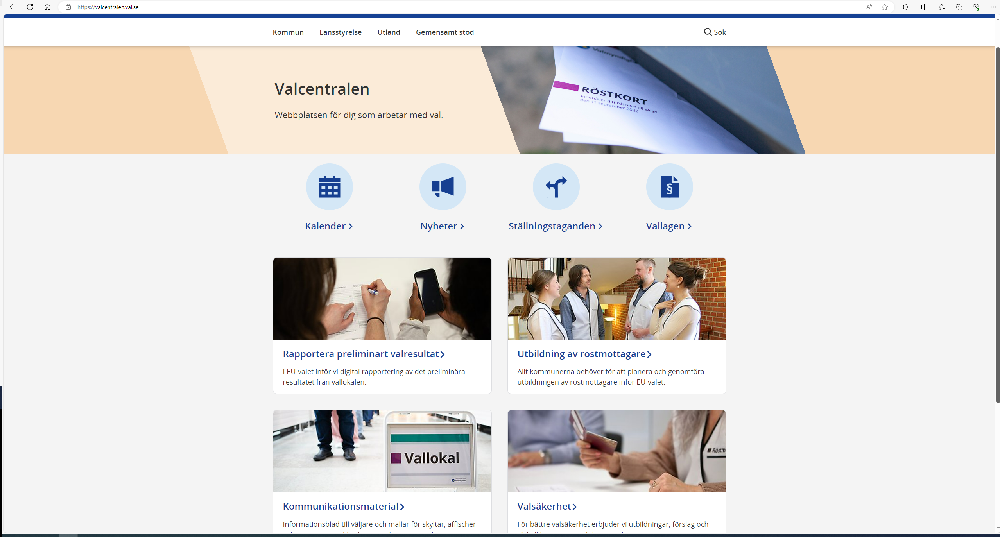 https://valcentralen.val.se
Kommun Länsstyrelse Utland Gemensamt stöd Sök
Valcentralen
Webbplatsen för dig som arbetar med val.
RÖSTKORT
Innehåller ditt röstkort till valen
den 11 september 2022
Kalender Nyheter Ställningstaganden Vallagen
Rapportera preliminärt valresultat
I EU-valet inför vi digital rapportering av det preliminära
resultatet från vallokalen.
Utbildning av röstmottagare
Allt kommunerna behöver för att planera och genomföra
utbildningen av röstmottagare inför EU-valet.
Vallokal
Kommunikationsmaterial
Informationsblad till väljare och mallar för skyltar, affischer
Röstm
Valsäkerhet
För bättre valsäkerhet erbjuder vi utbildningar, förslag och